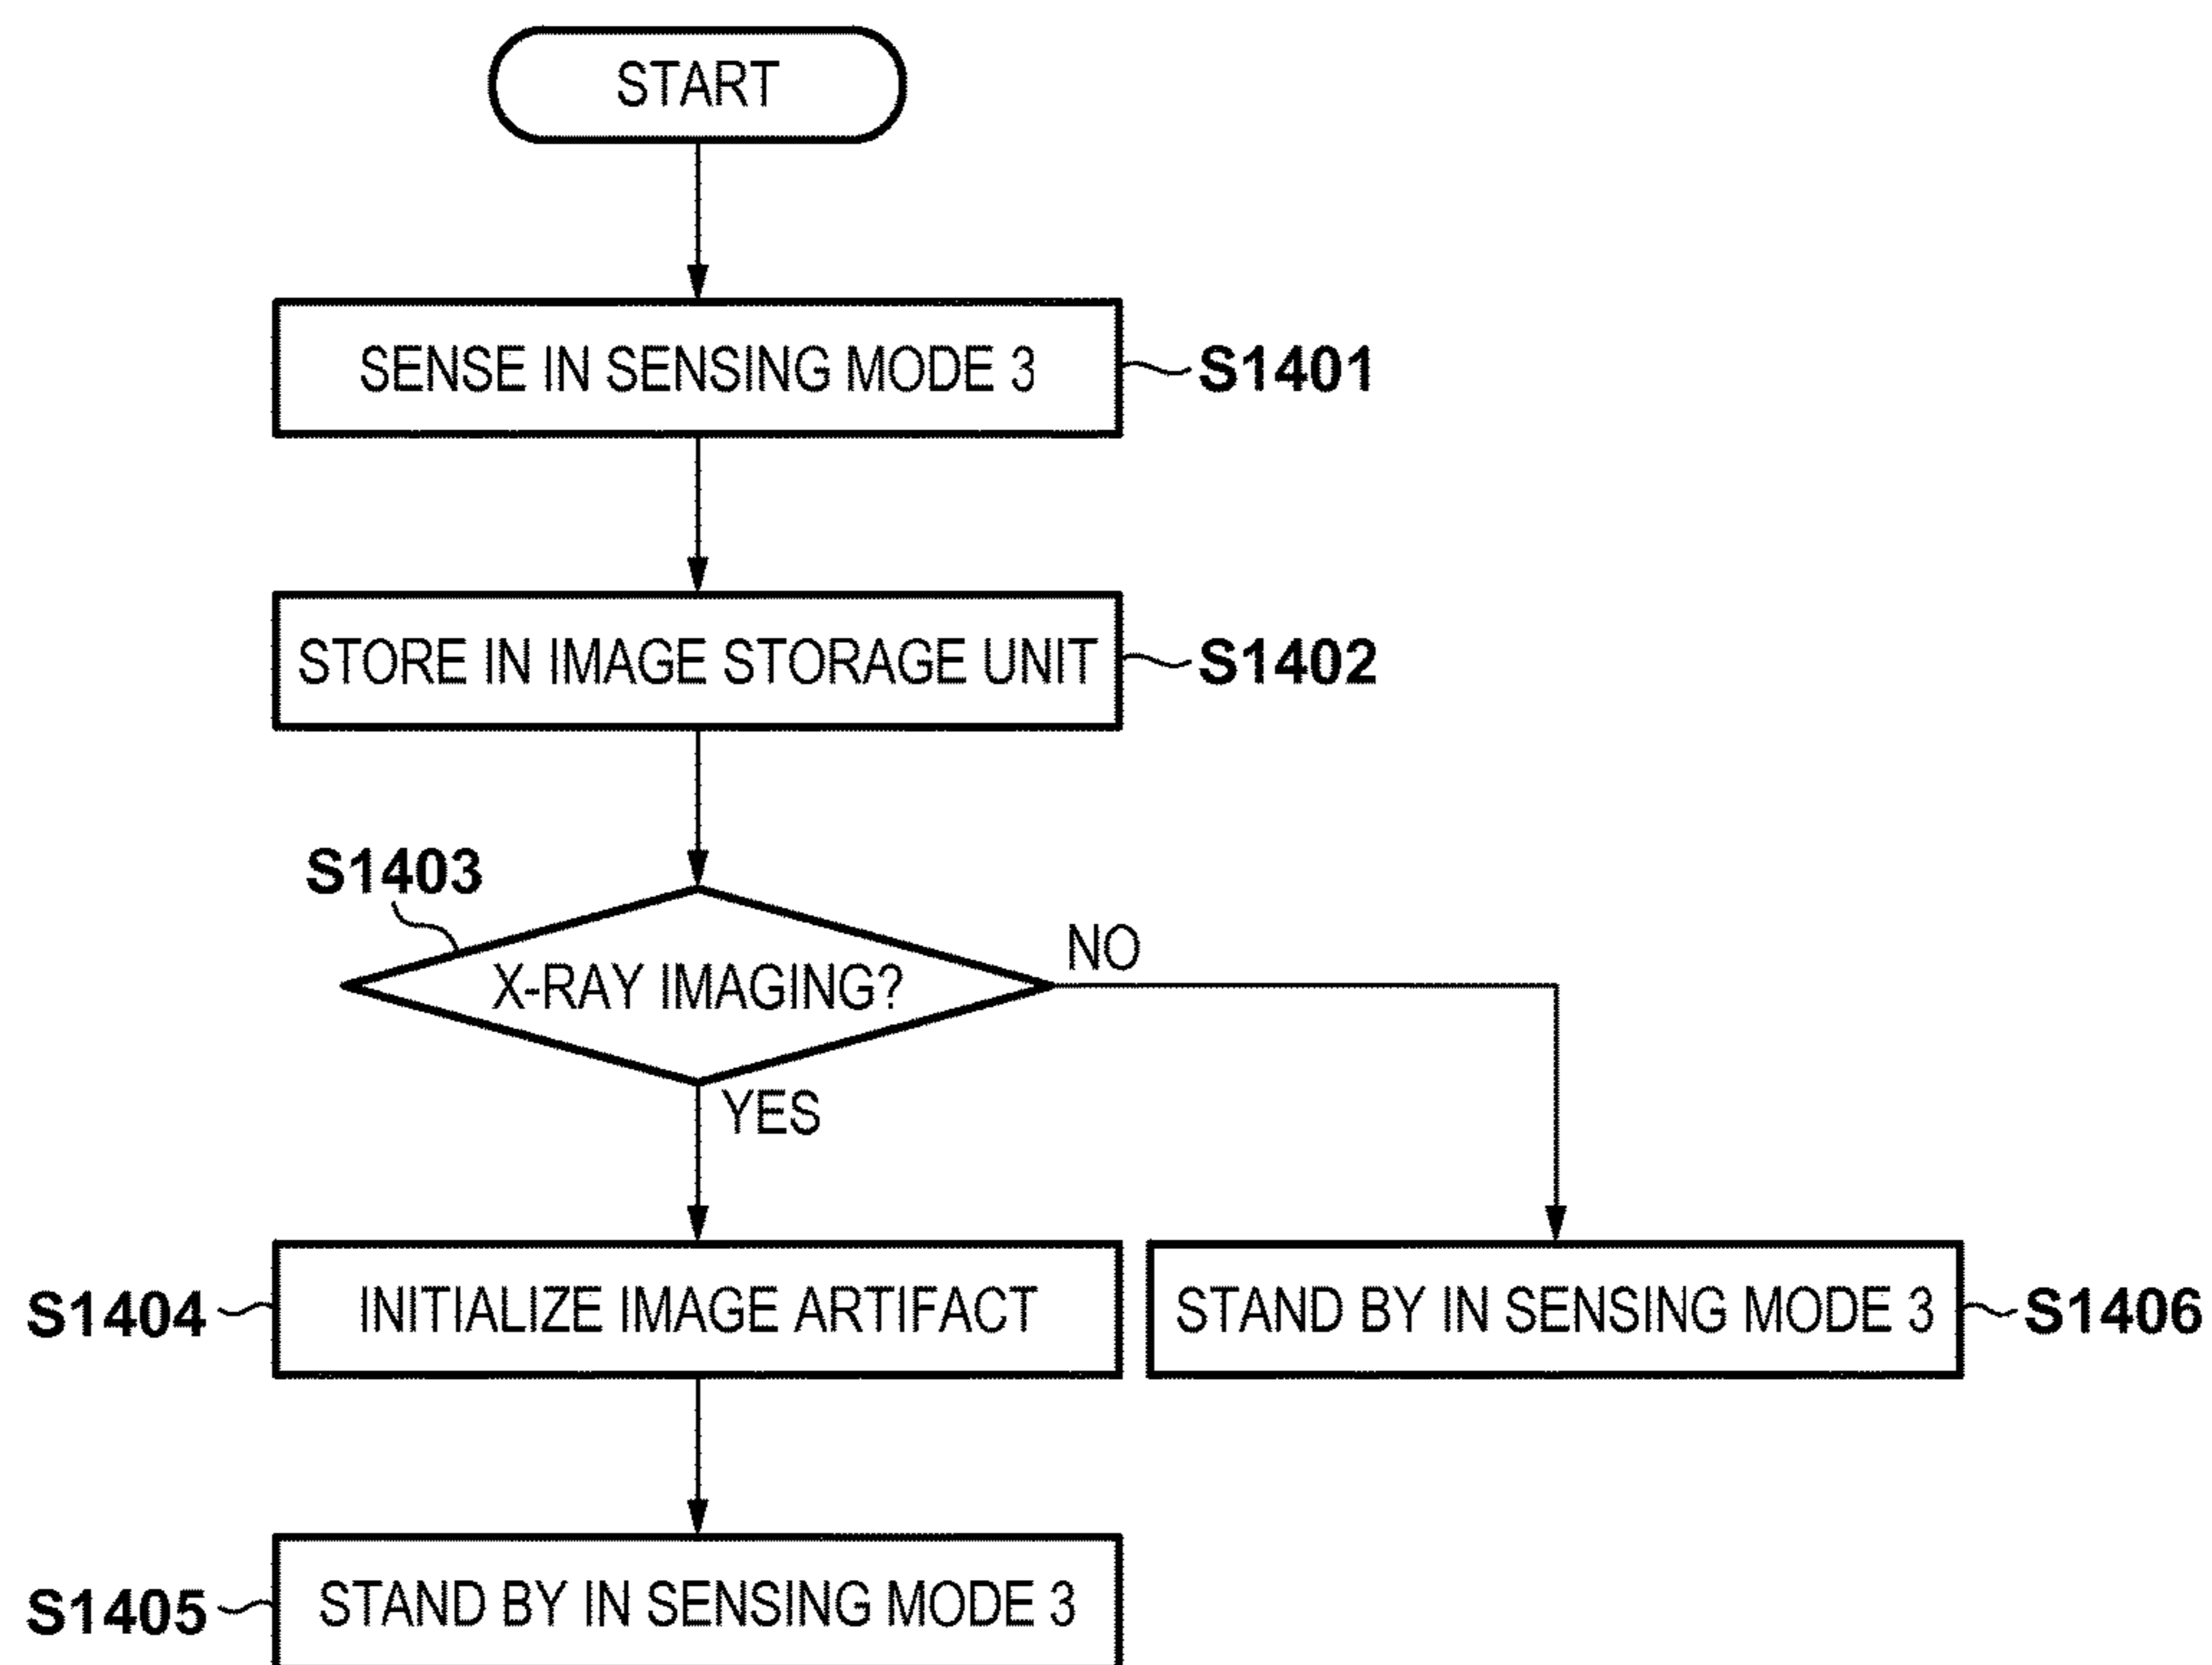 START
SENSE IN SENSING MODE 3
S1401
STORE IN IMAGE STORAGE UNIT
S1402
S1403
X-RAY IMAGING?
NO
YES
S1404
INITIALIZE IMAGE ARTIFACT
STAND BY IN SENSING MODE 3
S1406
S1405
STAND BY IN SENSING MODE 3